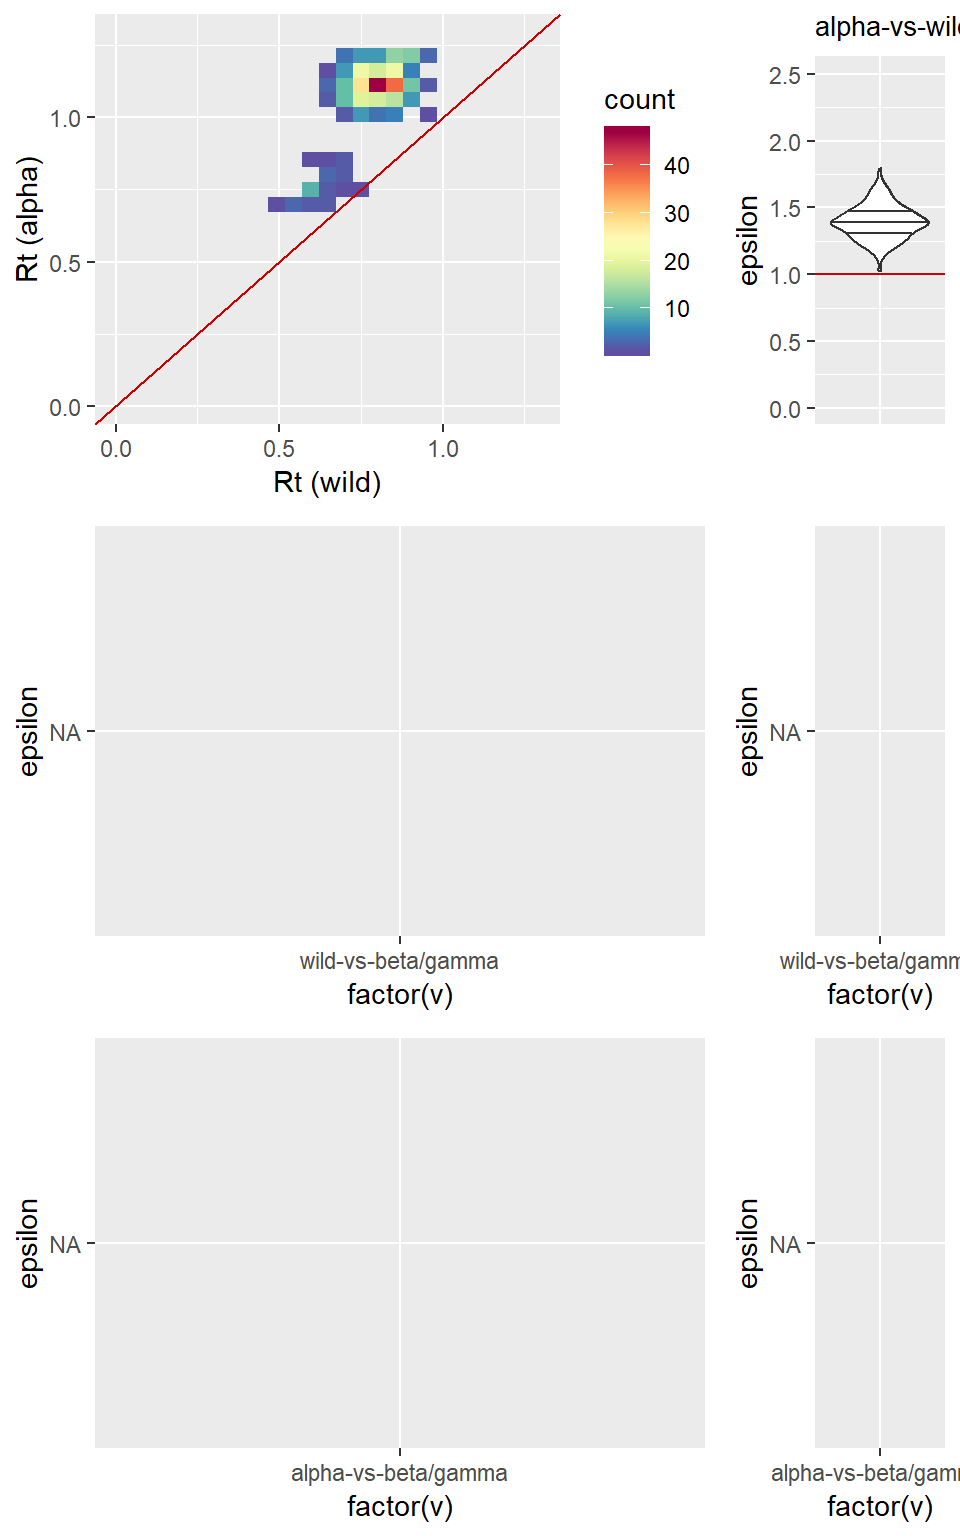 alpha-vs-wil
Rt (alpha)
1.0
0.5
0.0
0.0 0.5 1.0
Rt (wild)
count
40
30
20
10
epsilon
2.5
2.0
1.5
1.0
0.5
0.0
epsilon
NA
wild-vs-beta/gamma
factor(v)
epsilon
NA
wild-vs-beta/gamm
factor(v)
epsilon
NA
alpha-vs-beta/gamma
factor(v)
epsilon
NA
alpha-vs-beta/gamm
factor(v)